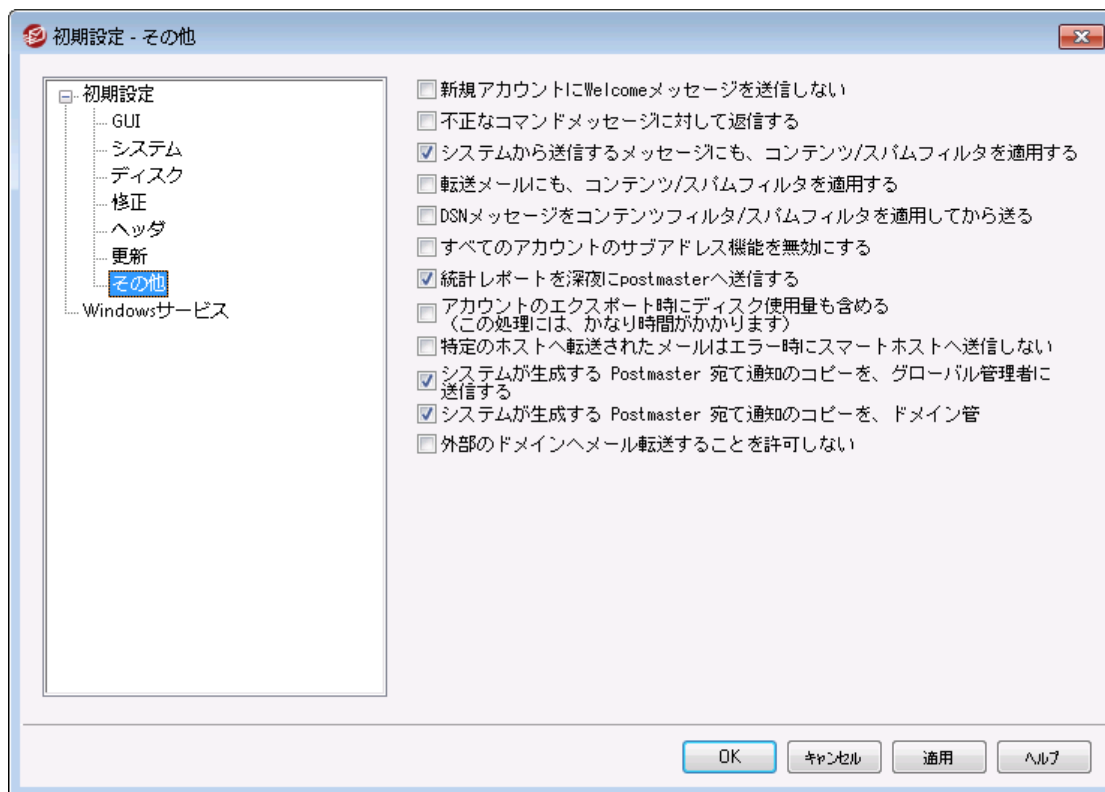 初期設定 - その他
初期設定
GUI
システム
ディスク
修正
ヘッダ
更新
その他
Windowsサービス
新規アカウントにWelcomeメッセージを送信しない
不正なコマンドメッセージに対して返信する
システムから送信するメッセージにも、コンテンツ/スパムフィルタを適用する
転送メールにも、コンテンツ/スパムフィルタを適用する
DSNメッセージをコンテンツフィルタ/スパムフィルタを適用してから送る
すべてのアカウントのサブアドレス機能を無効にする
統計レポートを深夜にpostmasterへ送信する
アカウントのエクスポート時にディスク使用量も含める
(この処理には、かなり時間がかかります)
特定のホストへ転送されたメールはエラー時にスマートホストへ送信しない
システムが生成する Postmaster 宛て通知のコピーを、グローバル管理者に
送信する
システムが生成する Postmaster 宛て通知のコピーを、ドメイン管
外部のドメインへメール転送することを許可しない
OK
キャンセル
適用
ヘルプ